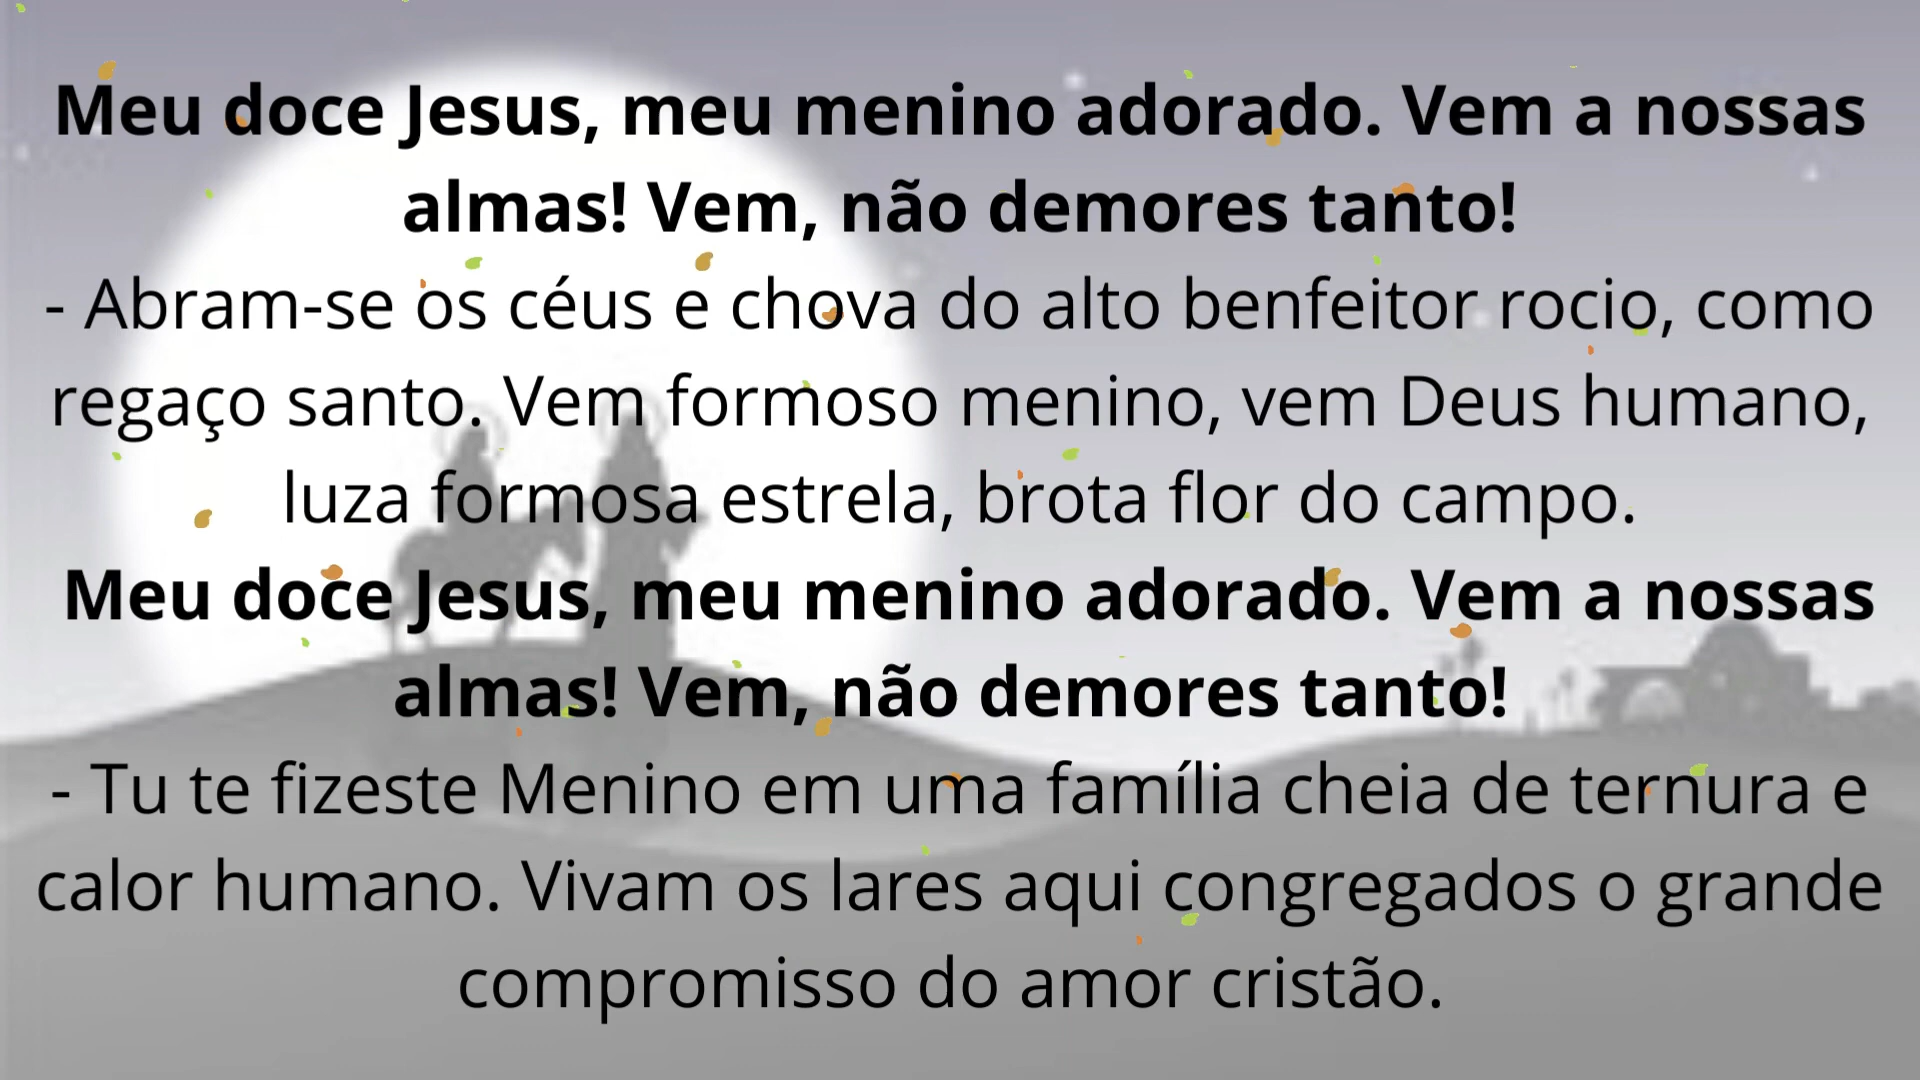 Meu doce Jesus, meu menino adorado. Vem a nossas
almas! Vem, não demores tanto!
- Abram-se os céus e chova do alto benfeitor rocio, como
regaço santo. Vem formoso menino, vem Deus humano,
luza formosa estrela, brota flor do campo.
Meu doce Jesus, meu menino adorado. Vem a nossas
almas! Vem, não demores tanto!
- Tu te fizeste Menino em uma família cheia de ternura e
calor humano. Vivam os lares aqui congregados o grande
compromisso do amor cristão.